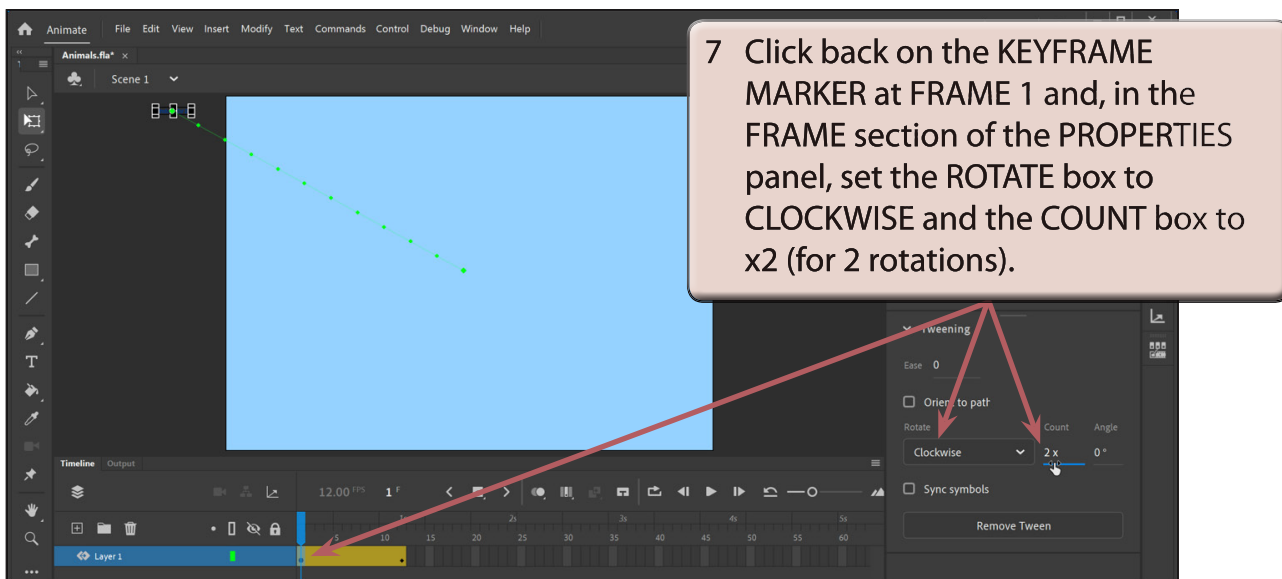 Animate File Edit View Insert Modify Text Commands Control Debug Window Help
Animals.fla* ×
Scene 1
7 Click back on the KEYFRAME
MARKER at FRAME 1 and, in the
FRAME section of the PROPERTIES
panel, set the ROTATE box to
CLOCKWISE and the COUNT box to
x2 (for 2 rotations).
Tweening
Ease 0
Orient to path
Rotate Count Angle
Clockwise 2 x 0°
Sync symbols
Remove Tween
Timeline Output
12.00 FPS 1 F
1s 2s 3s 4s 5s
5 10 15 20 25 30 35 40 45 50 55 60
Layer 1